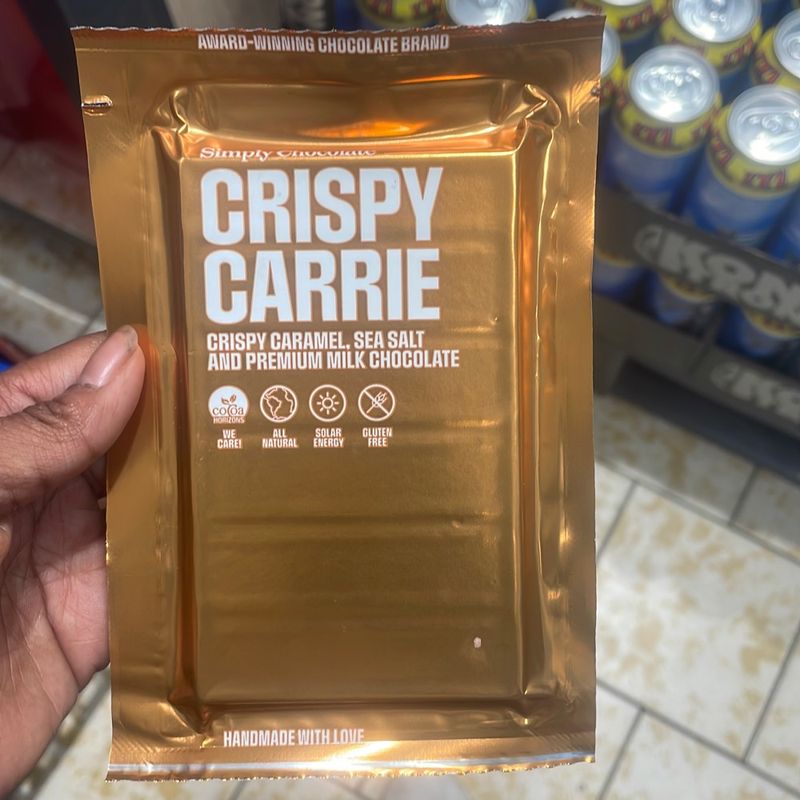 AWARD-WINNING CHOCOLATE BRAND
Simply Chocolate
CRISPY
CARRIE
CRISPY CARAMEL, SEA SALT
AND PREMIUM MILK CHOCOLATE
cocoa
HORIZONS
WE
CARE!
ALL
NATURAL
SOLAR
ENERGY
GLUTEN
FREE
HANDMADE WITH LOVE